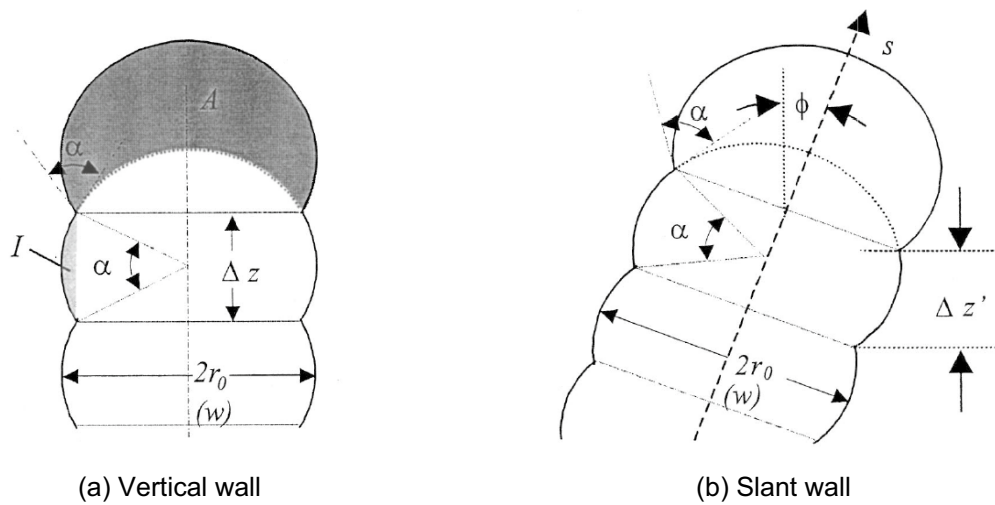 A
α
I
α
Δ z
2r₀
(w)
(a) Vertical wall
s
α
ϕ
α
Δ z'
2r₀
(w)
(b) Slant wall